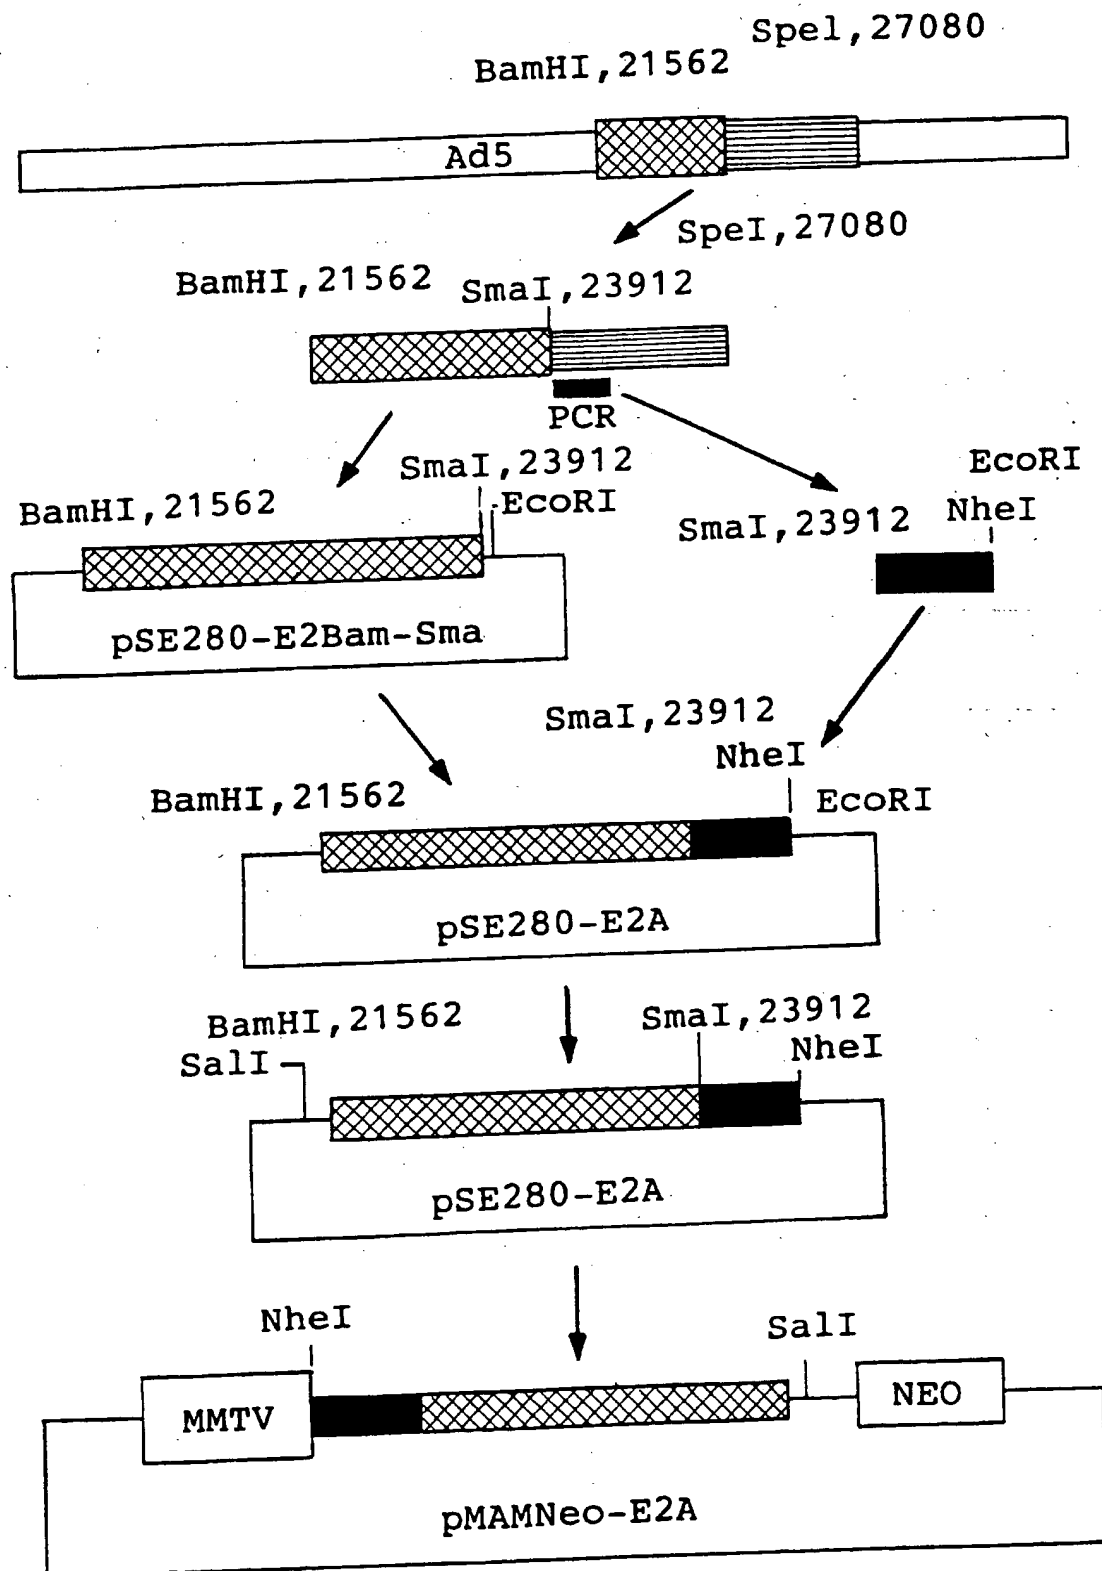 SpeI,27080
BamHI,21562
Ad5
SpeI,27080
BamHI,21562
SmaI,23912
PCR
SmaI,23912
EcoRI
BamHI,21562
EcoRI
SmaI,23912
NheI
pSE280-E2Bam-Sma
SmaI,23912
NheI
BamHI,21562
EcoRI
pSE280-E2A
BamHI,21562
SmaI,23912
SalI
NheI
pSE280-E2A
NheI
SalI
MMTV
NEO
pMAMNeo-E2A